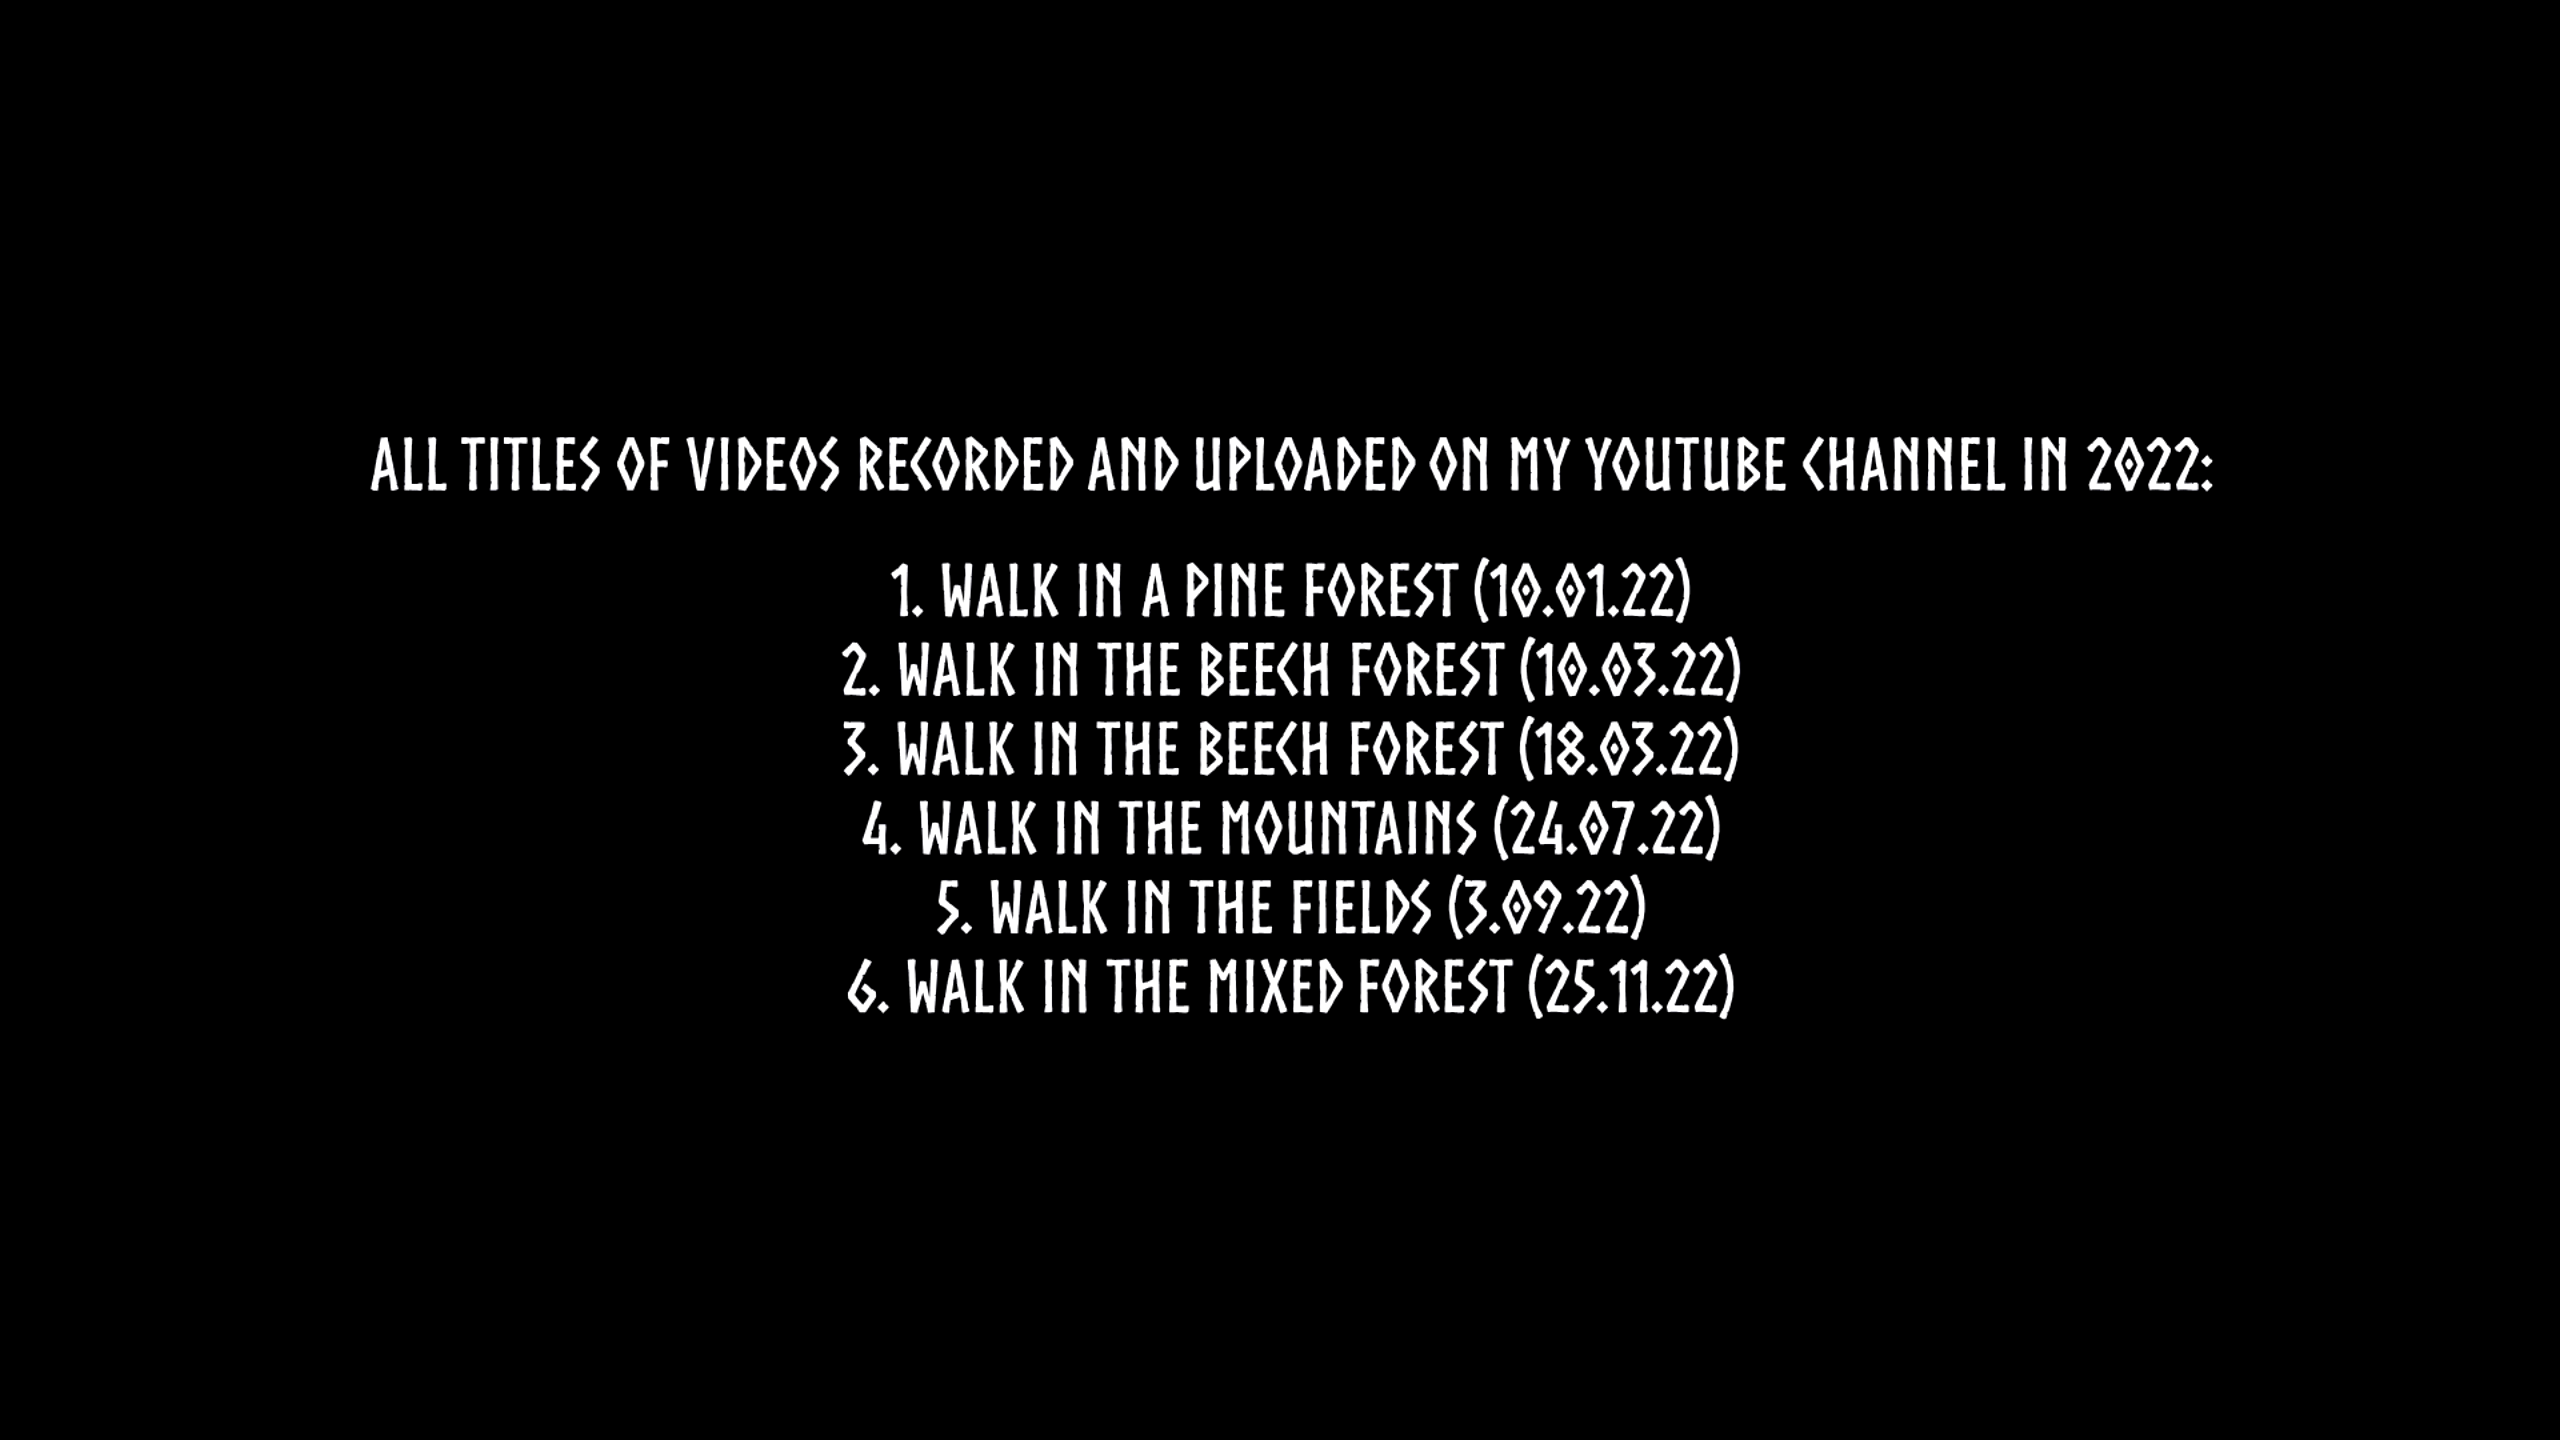 ALL TITLES OF VIDEOS RECORDED AND UPLOADED ON MY YOUTUBE CHANNEL IN 2022:
1. WALK IN A PINE FOREST (10.01.22)
2. WALK IN THE BEECH FOREST (10.03.22)
3. WALK IN THE BEECH FOREST (18.03.22)
4. WALK IN THE MOUNTAINS (24.07.22)
5. WALK IN THE FIELDS (3.09.22)
6. WALK IN THE MIXED FOREST (25.11.22)